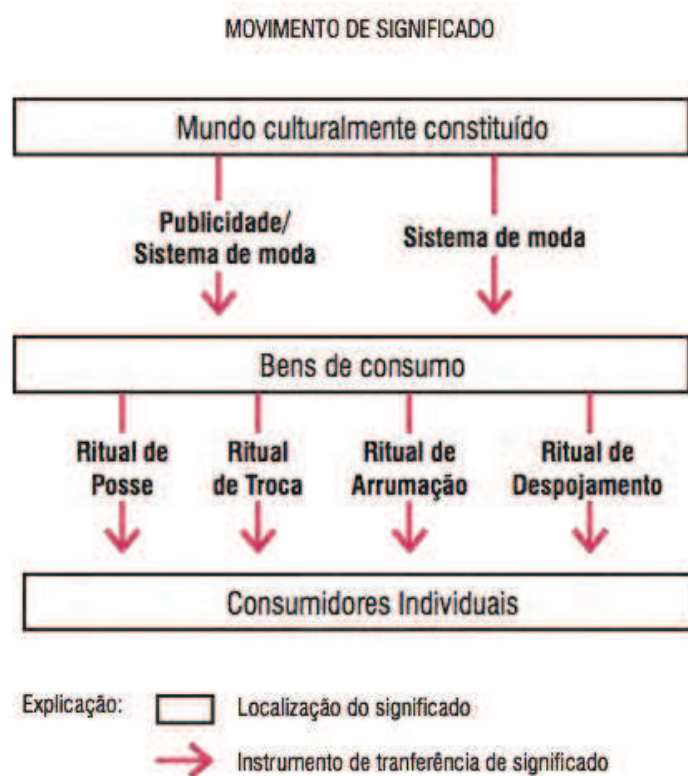 MOVIMENTO DE SIGNIFICADO
Mundo culturalmente constituído
Publicidade/
Sistema de moda
Sistema de moda
Bens de consumo
Ritual de
Posse
Ritual
de Troca
Ritual de
Arrumação
Ritual de
Despojamento
Consumidores Individuais
Explicação:
Localização do significado
Instrumento de tranferência de significado